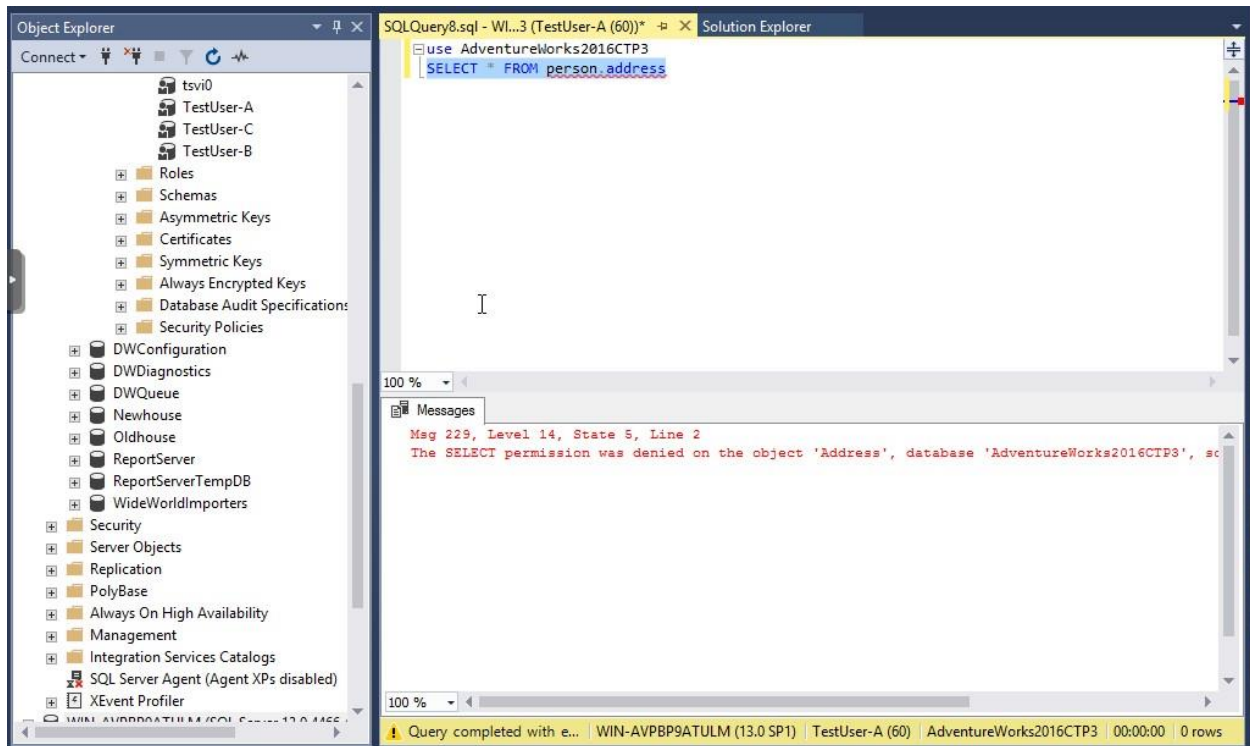 Object Explorer
Connect
tsvi0
TestUser-A
TestUser-C
TestUser-B
Roles
Schemas
Asymmetric Keys
Certificates
Symmetric Keys
Always Encrypted Keys
Database Audit Specifications
Security Policies
DWConfiguration
DWDiagnostics
DWQueue
Newhouse
Oldhouse
ReportServer
ReportServerTempDB
WideWorldImporters
Security
Server Objects
Replication
PolyBase
Always On High Availability
Management
Integration Services Catalogs
SQL Server Agent (Agent XPs disabled)
XEvent Profiler
SQLQuery8.sql - WI...3 (TestUser-A (60))* Solution Explorer
use AdventureWorks2016CTP3
SELECT * FROM person.address
100 %
Messages
Msg 229, Level 14, State 5, Line 2
The SELECT permission was denied on the object 'Address', database 'AdventureWorks2016CTP3', sc
100 %
Query completed with e... WIN-AVPBP9ATULM (13.0 SP1) TestUser-A (60) AdventureWorks2016CTP3 00:00:00 0 rows